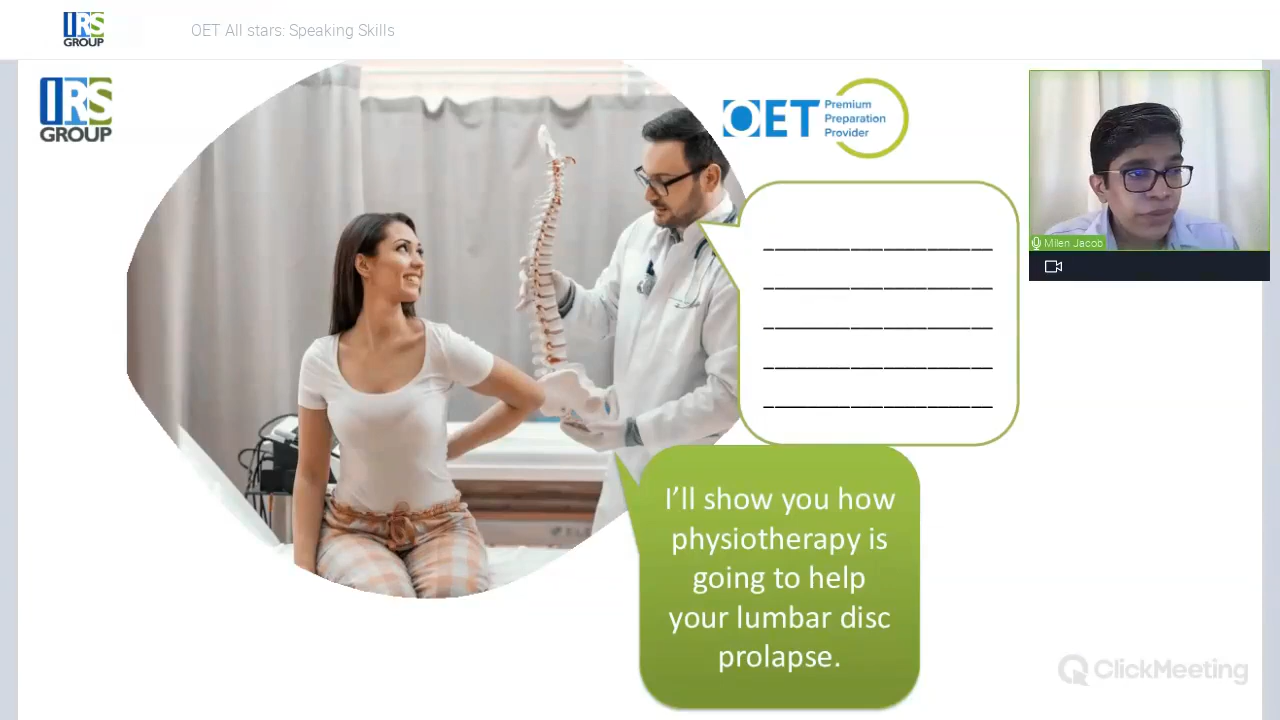 IRS
GROUP
OET All stars: Speaking Skills
IRS
GROUP
OET Premium
Preparation
Provider
Milen Jacob
I'll show you how
physiotherapy is
going to help
your lumbar disc
prolapse.
ClickMeeting